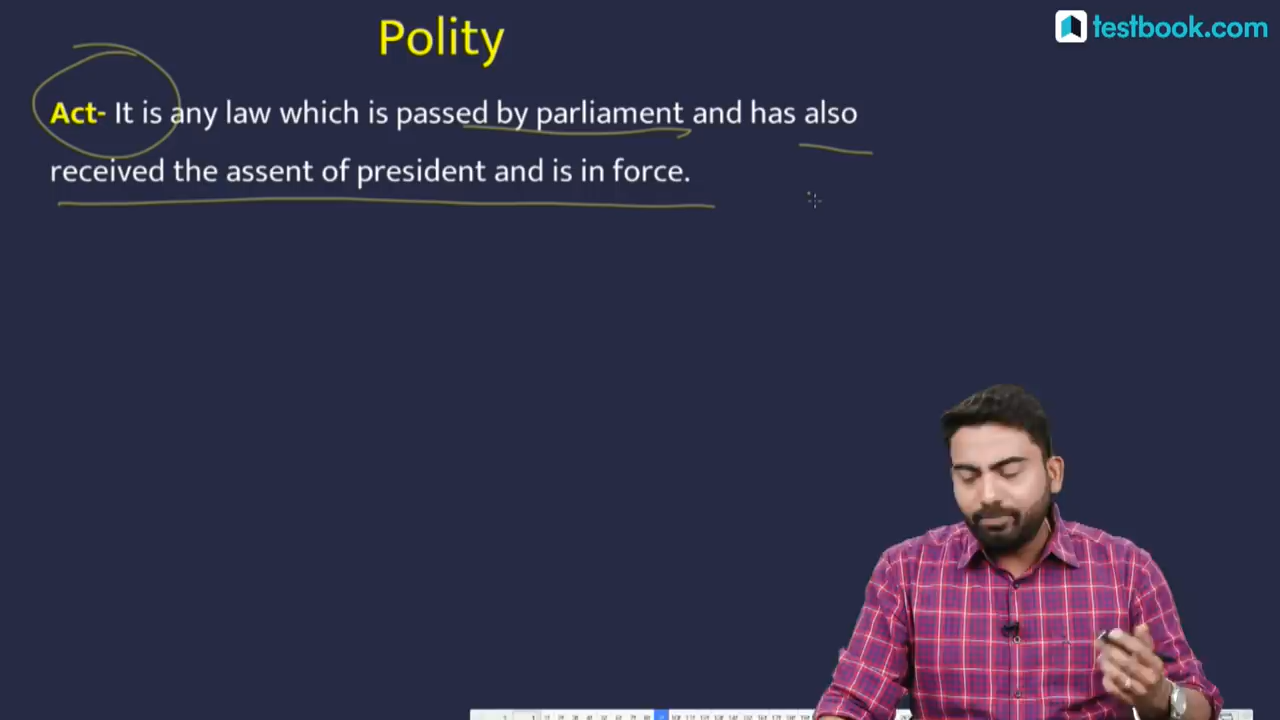 Polity
testbook.com
Act- It is any law which is passed by parliament and has also
received the assent of president and is in force.